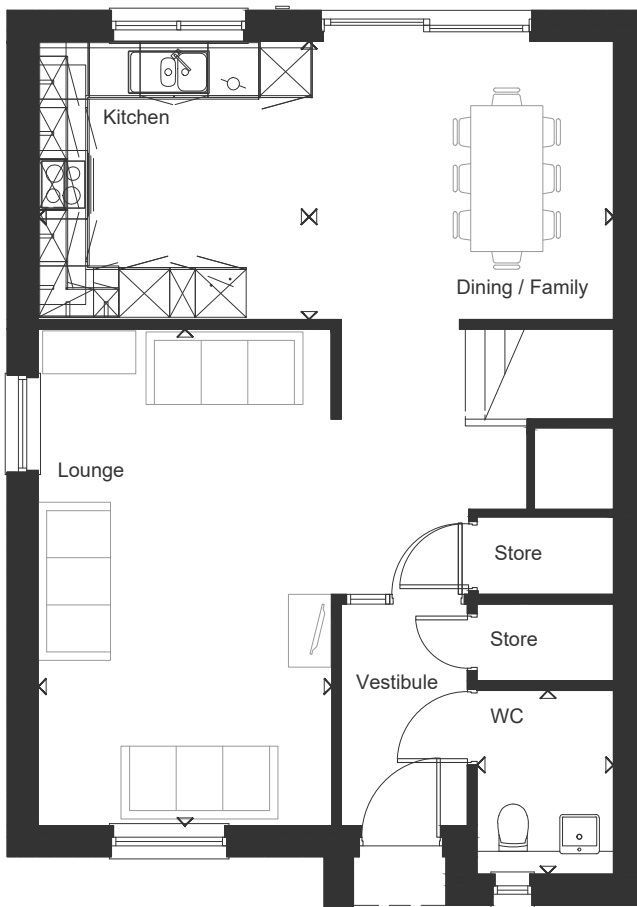 Kitchen
Dining / Family
Lounge
Store
Store
Vestibule
WC